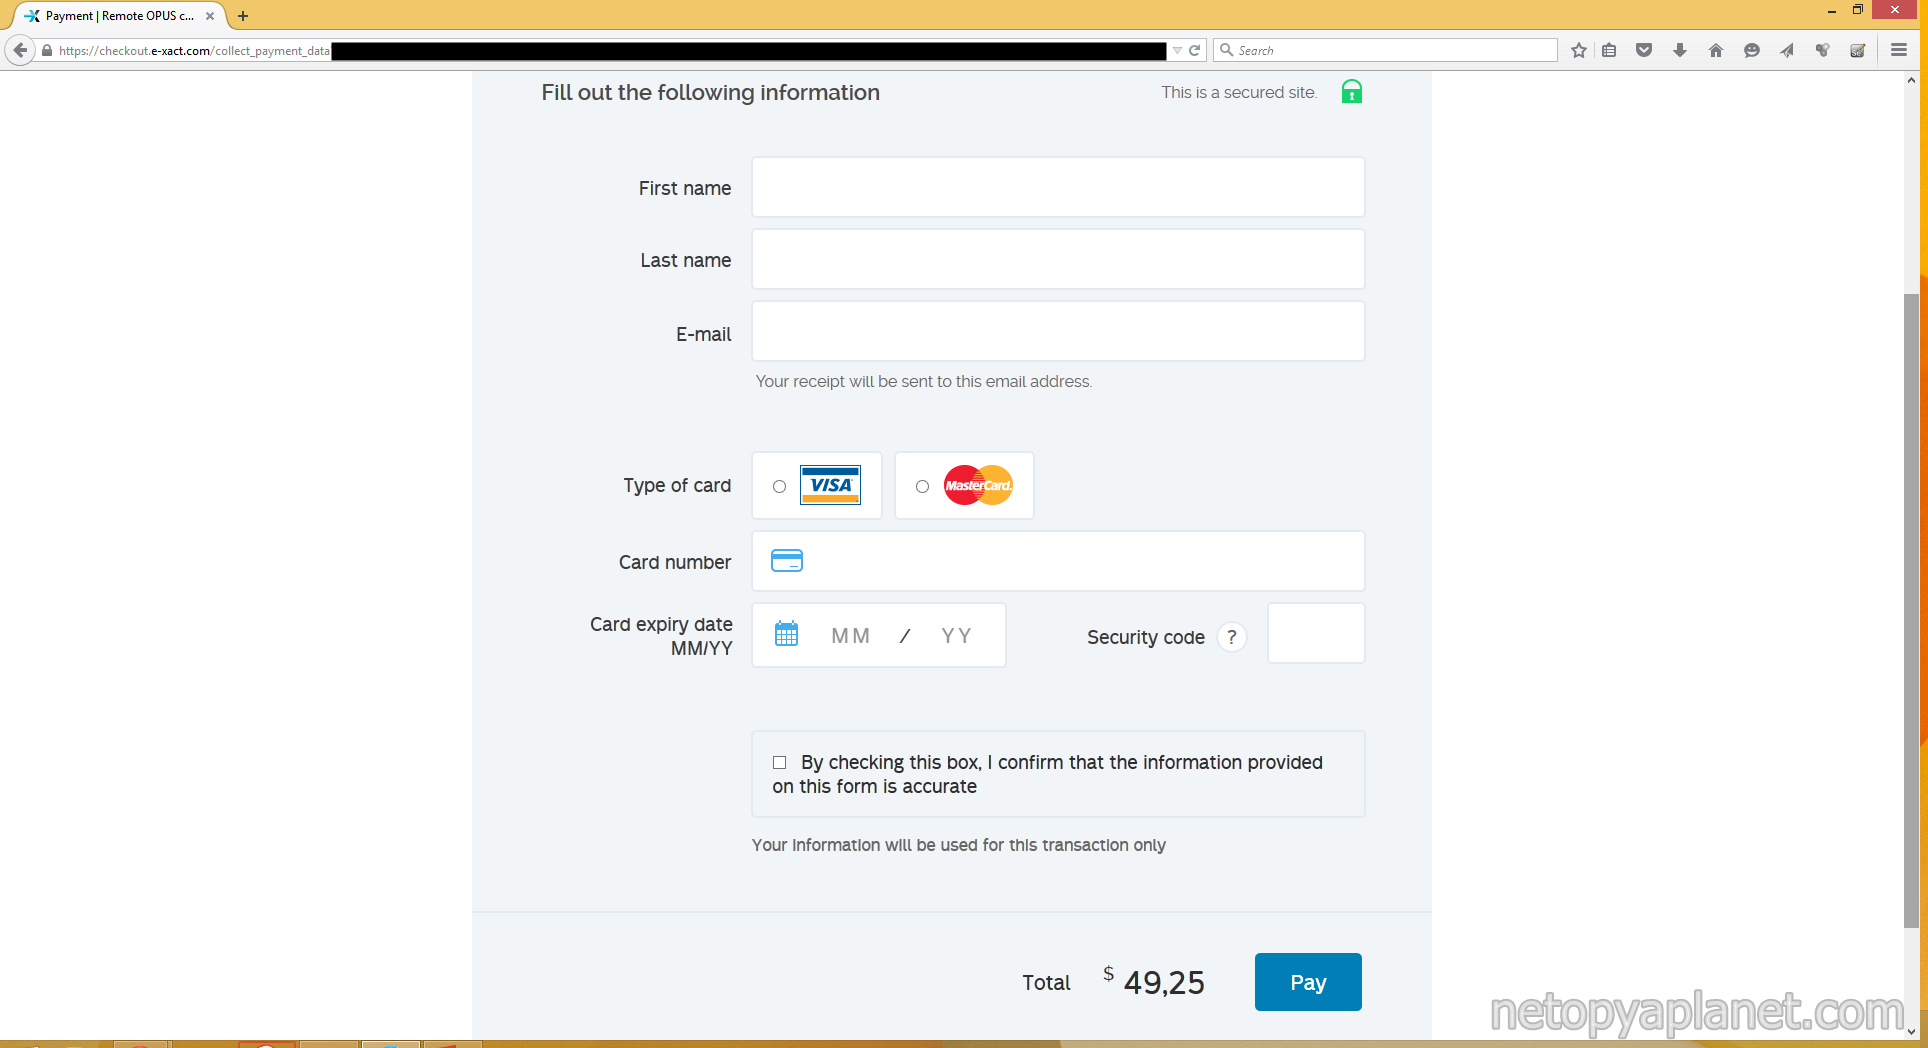 Payment | Remote OPUS c...
https://checkout.e-xact.com/collect_payment_data
Search
Fill out the following information
This is a secured site.
First name
Last name
E-mail
Your receipt will be sent to this email address.
Type of card
VISA
MasterCard
Card number
Card expiry date
MM/YY
MM / YY
Security code ?
By checking this box, I confirm that the information provided
on this form is accurate
Your Information will be used for this transaction only
Total $ 49,25
Pay
netopyaplanet.com